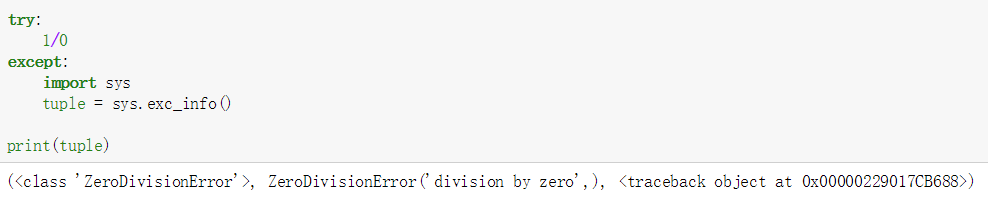 try:
    1/0
except:
    import sys
    tuple = sys.exc_info()
print(tuple)
(<class 'ZeroDivisionError'>, ZeroDivisionError('division by zero',), <traceback object at 0x00000229017CB688>)